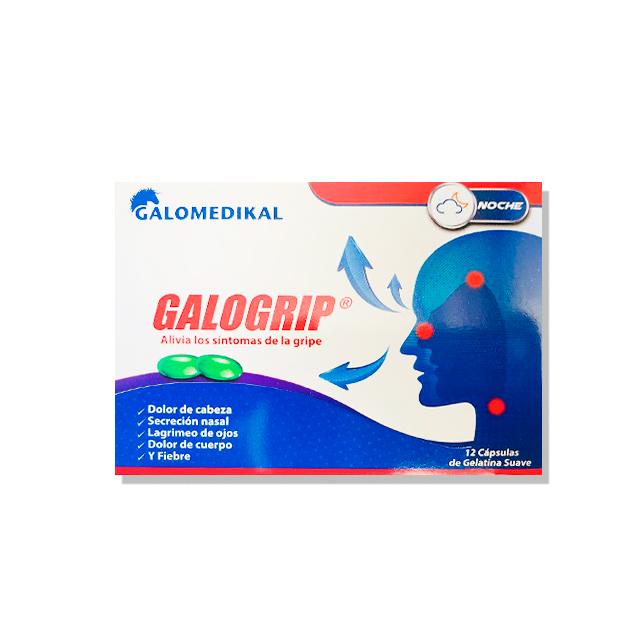 GALOMEDIKAL
NOCHE
GALOGRIP®
Alivia los síntomas de la gripe
✓ Dolor de cabeza
✓ Secreción nasal
✓ Lagrimeo de ojos
✓ Dolor de cuerpo
✓ Y Fiebre
12 Cápsulas
de Gelatina Suave